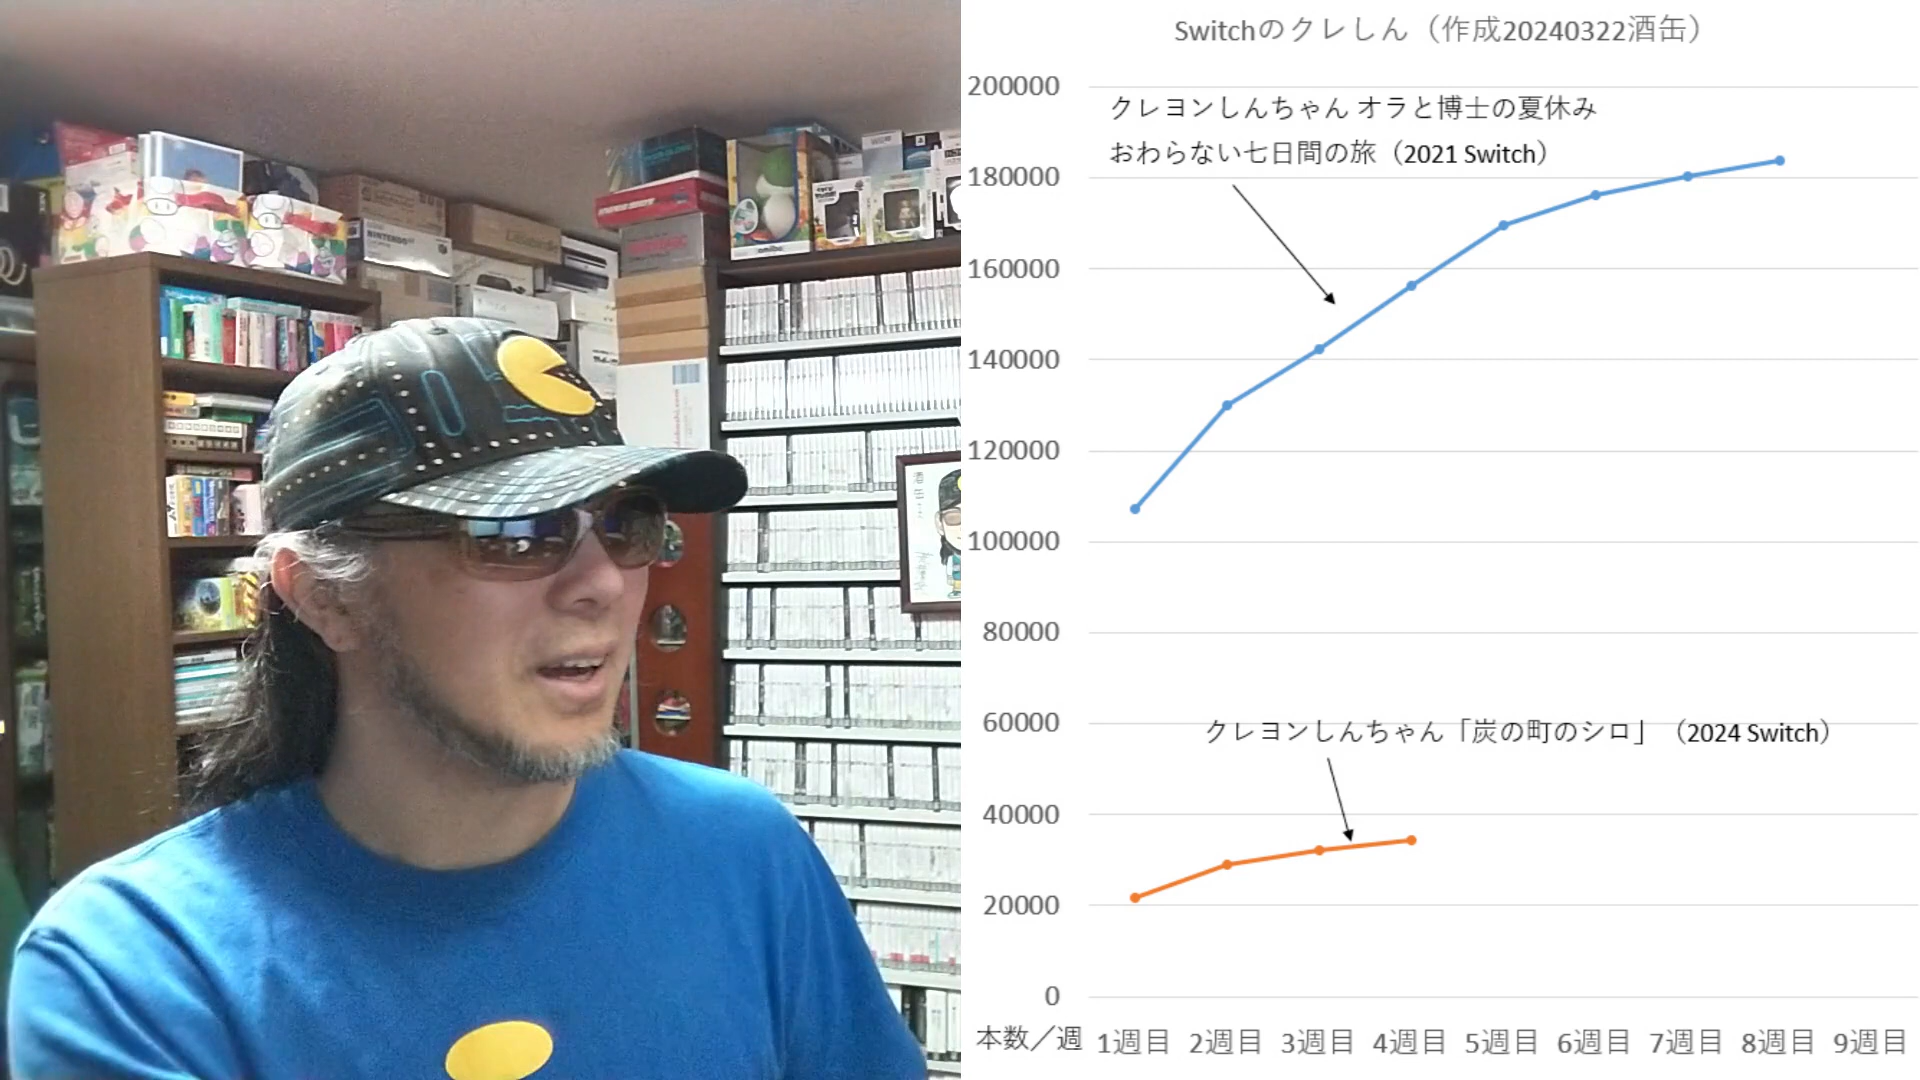 Switchのクレしん（作成20240322酒缶）
200000
クレヨンしんちゃん オラと博士の夏休み
おわらない七日間の旅（2021 Switch）
180000
160000
140000
120000
100000
80000
60000
クレヨンしんちゃん「炭の町のシロ」（2024 Switch）
40000
20000
0
本数／週 1週目 2週目 3週目 4週目 5週目 6週目 7週目 8週目 9週目